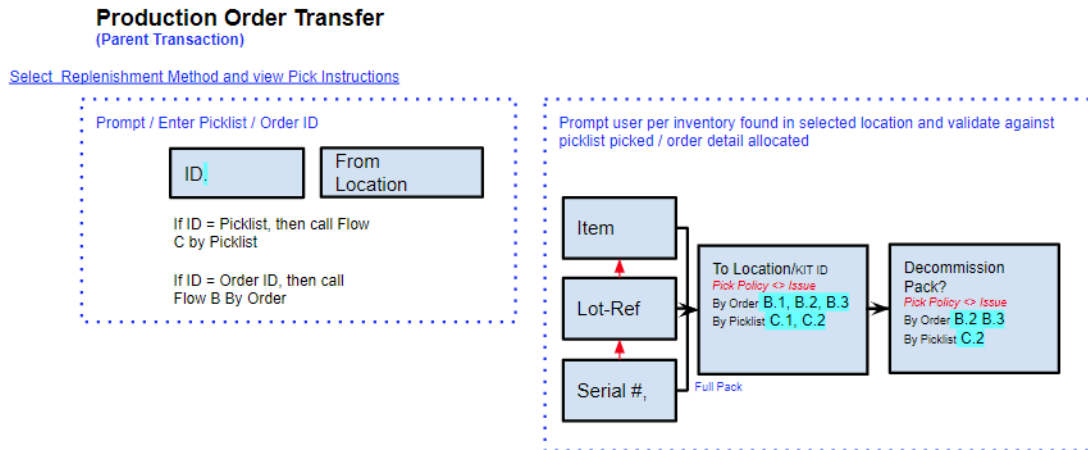 Production Order Transfer
(Parent Transaction)
Select Replenishment Method and view Pick Instructions
Prompt / Enter Picklist / Order ID
ID.
From
Location
If ID = Picklist, then call Flow
C by Picklist
If ID = Order ID, then call
Flow B By Order
Prompt user per inventory found in selected location and validate against
picklist picked / order detail allocated
Item
Lot-Ref
Serial #,
To Location/KIT ID
Pick Policy <> Issue
By Order B.1, B.2, B.3
By Picklist C.1, C.2
Full Pack
Decommission
Pack?
Pick Policy <> Issue
By Order B.2 B.3
By Picklist C.2